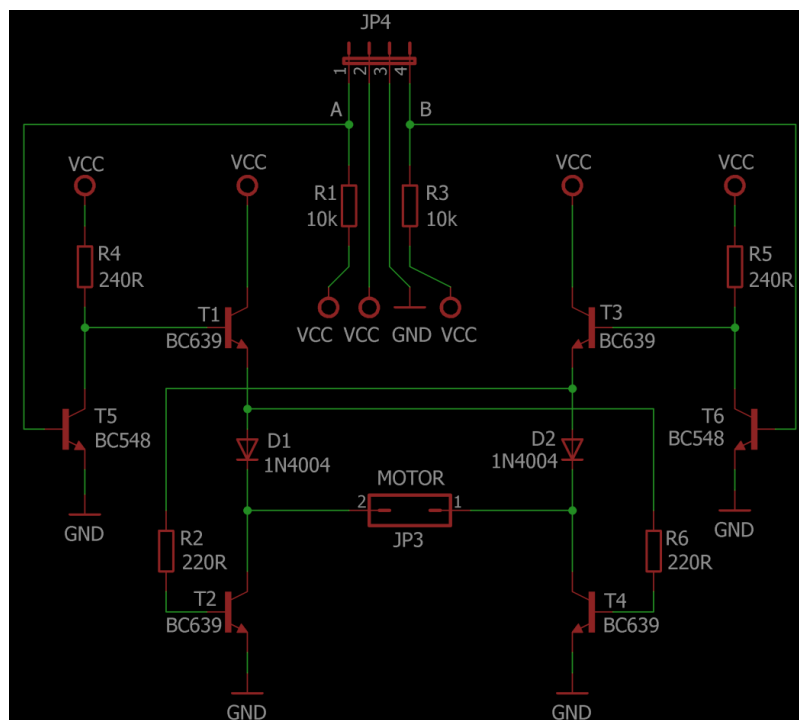 JP4
1 2 3 4
A B
VCC VCC VCC VCC
R1
10k
R3
10k
R4
240R
R5
240R
T1
BC639
T3
BC639
VCC VCC GND VCC
T5
BC548
T6
BC548
D1
1N4004
D2
1N4004
MOTOR
2 1
JP3
GND GND
R2
220R
R6
220R
T2
BC639
T4
BC639
GND GND